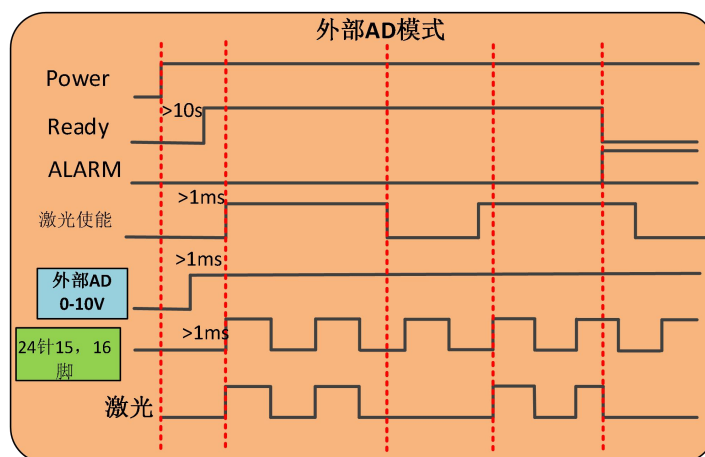 外部AD模式
Power
>10s
Ready
ALARM
>1ms
激光使能
>1ms
外部AD
0-10V
>1ms
24针15，16
脚
激光